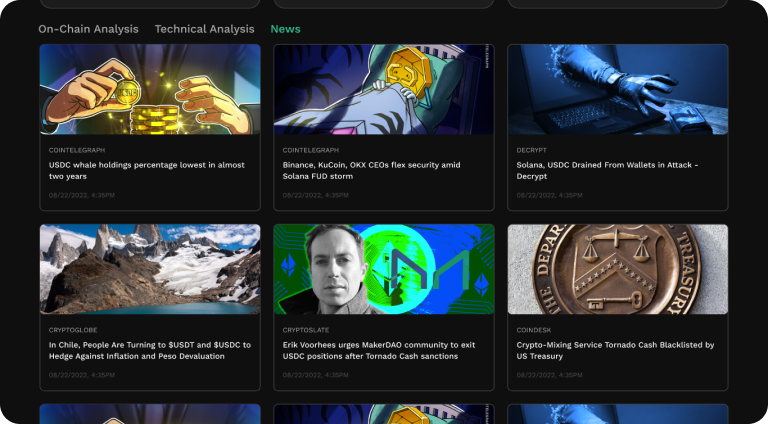 On-Chain Analysis Technical Analysis News
COINTELEGRAPH
USDC whale holdings percentage lowest in almost
two years
08/22/2022, 4:35PM
COINTELEGRAPH
Binance, KuCoin, OKX CEOs flex security amid
Solana FUD storm
08/22/2022, 4:35PM
DECRYPT
Solana, USDC Drained From Wallets in Attack -
Decrypt
08/22/2022, 4:35PM
THE DEPAR TREASURY
CRYPTOGLOBE
In Chile, People Are Turning to $USDT and $USDC to
Hedge Against Inflation and Peso Devaluation
08/22/2022, 4:35PM
CRYPTOSLATE
Erik Voorhees urges MakerDAO community to exit
USDC positions after Tornado Cash sanctions
08/22/2022, 4:35PM
COINDESK
Crypto-Mixing Service Tornado Cash Blacklisted by
US Treasury
08/22/2022, 4:35PM